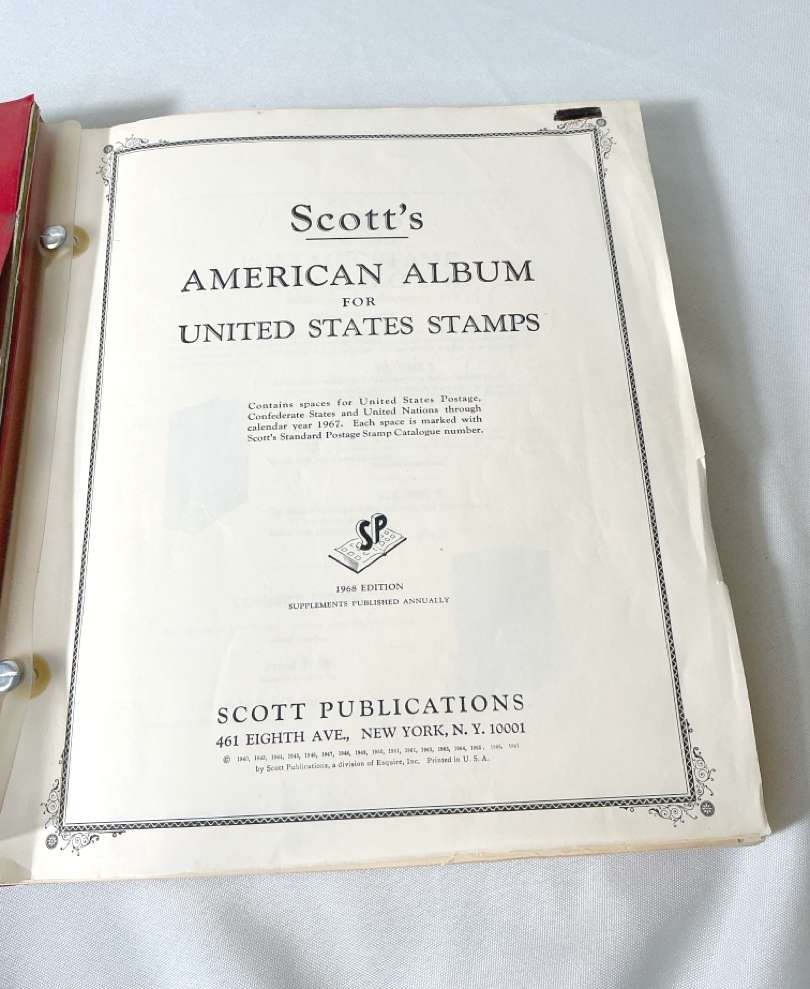 Scott's
AMERICAN ALBUM
FOR
UNITED STATES STAMPS
Contains spaces for United States Postage,
Confederate States and United Nations through
calendar year 1967. Each space is marked with
Scott's Standard Postage Stamp Catalogue number.
SP
1968 EDITION
SUPPLEMENTS PUBLISHED ANNUALLY
SCOTT PUBLICATIONS
461 EIGHTH AVE., NEW YORK, N. Y. 10001
©
by Scott Publications, a division of Esquire, Inc. Printed in U. S. A.